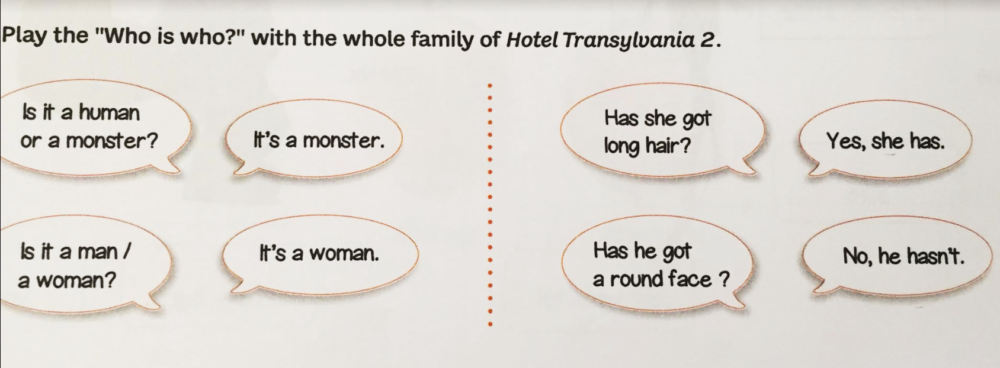 Play the "Who is who?" with the whole family of Hotel Transylvania 2.
Is it a human
or a monster?
It's a monster.
Is it a man /
a woman?
It's a woman.
Has she got
long hair?
Yes, she has.
Has he got
a round face ?
No, he hasn't.